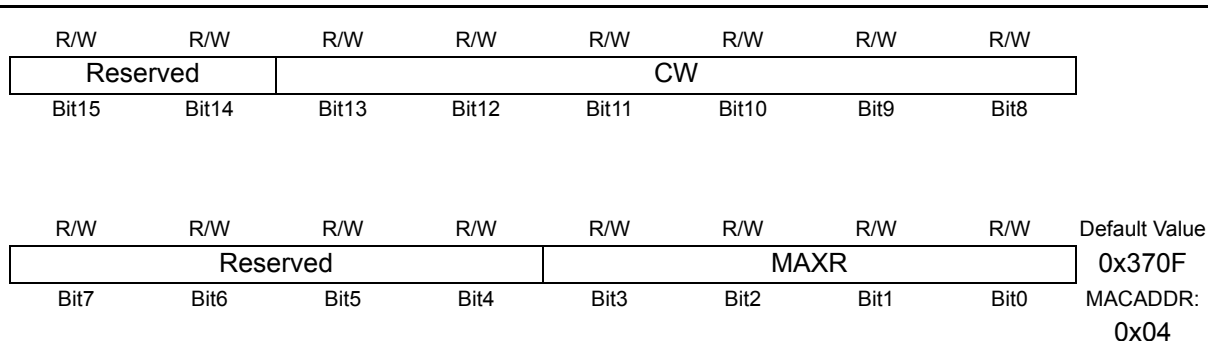 R/W R/W R/W R/W R/W R/W R/W R/W
Reserved CW
Bit15 Bit14 Bit13 Bit12 Bit11 Bit10 Bit9 Bit8
R/W R/W R/W R/W R/W R/W R/W R/W Default Value
Reserved MAXR 0x370F
Bit7 Bit6 Bit5 Bit4 Bit3 Bit2 Bit1 Bit0 MACADDR:
0x04